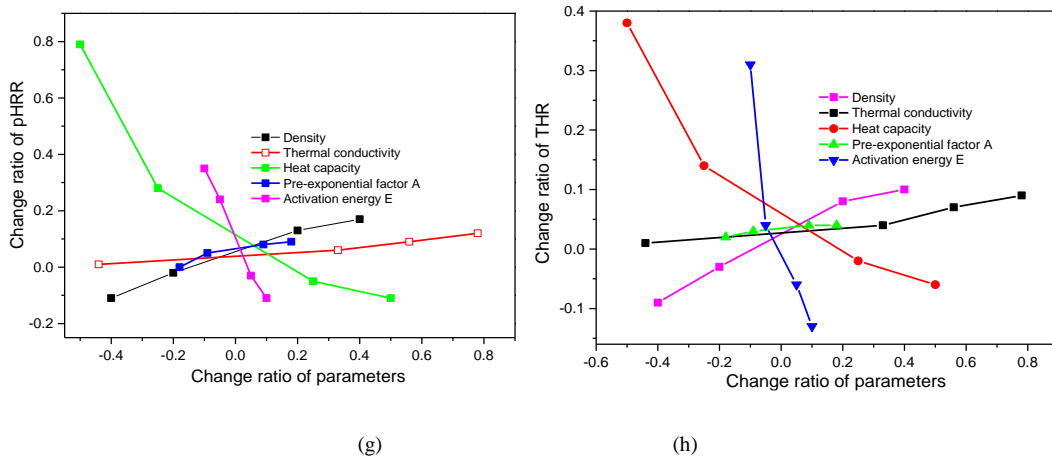 Change ratio of pHRR
0.8
0.6
0.4
0.2
0.0
-0.2
Density
Thermal conductivity
Heat capacity
Pre-exponential factor A
Activation energy E
-0.4 -0.2 0.0 0.2 0.4 0.6 0.8
Change ratio of parameters
(g)
Change ratio of THR
0.4
0.3
0.2
0.1
0.0
-0.1
Density
Thermal conductivity
Heat capacity
Pre-exponential factor A
Activation energy E
-0.6 -0.4 -0.2 0.0 0.2 0.4 0.6 0.8
Change ratio of parameters
(h)